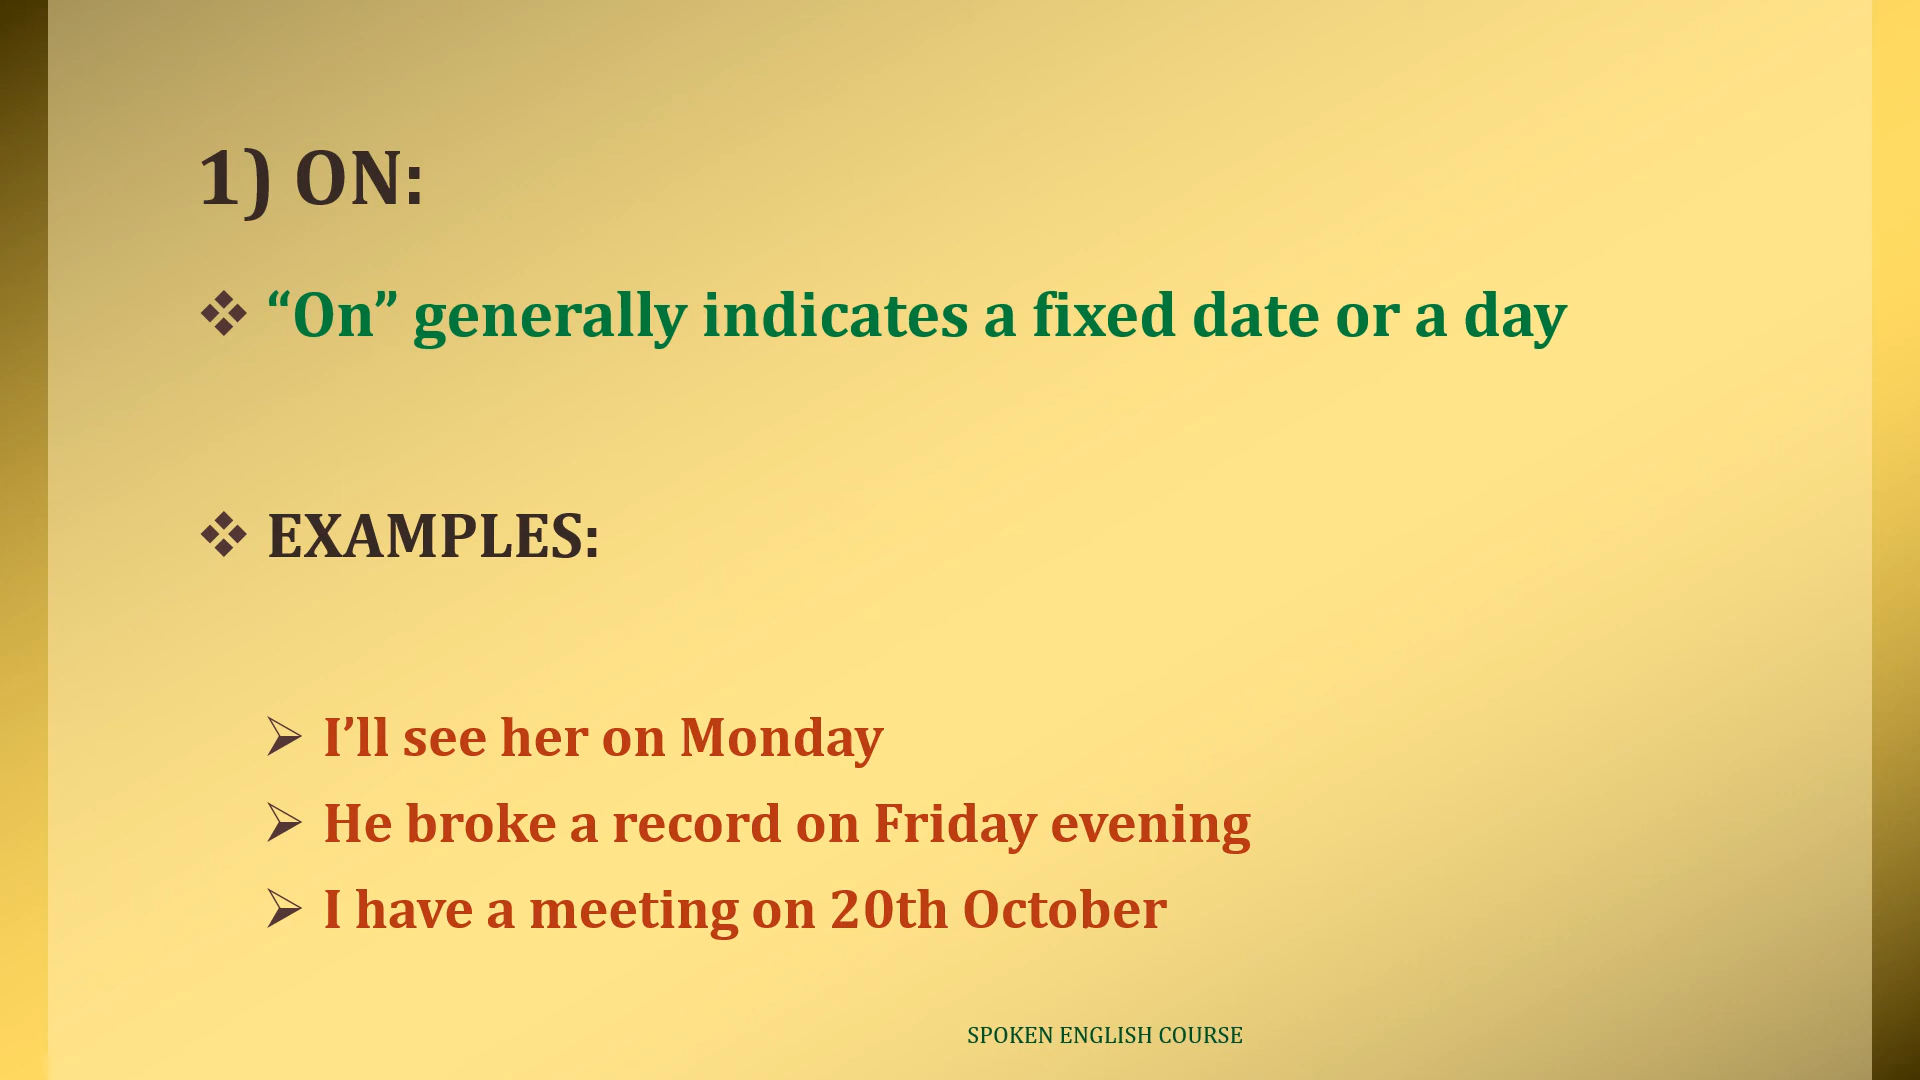 1) ON:
❖ “On” generally indicates a fixed date or a day
❖ EXAMPLES:
➢ I’ll see her on Monday
➢ He broke a record on Friday evening
➢ I have a meeting on 20th October
SPOKEN ENGLISH COURSE